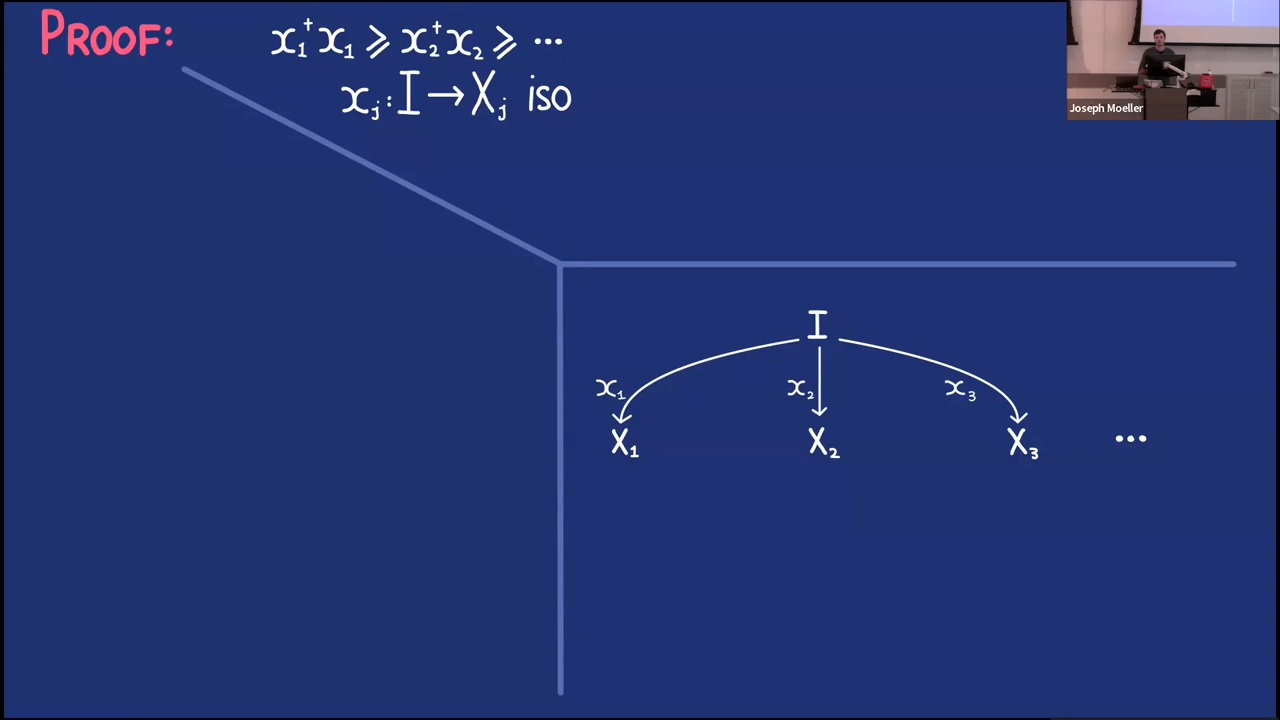 PROOF:
x₁†x₁ ⩾ x₂†x₂ ⩾ ⋯
xⱼ: I → Xⱼ iso
Joseph Moeller
I
x₁ x₂ x₃
X₁ X₂ X₃ ⋯